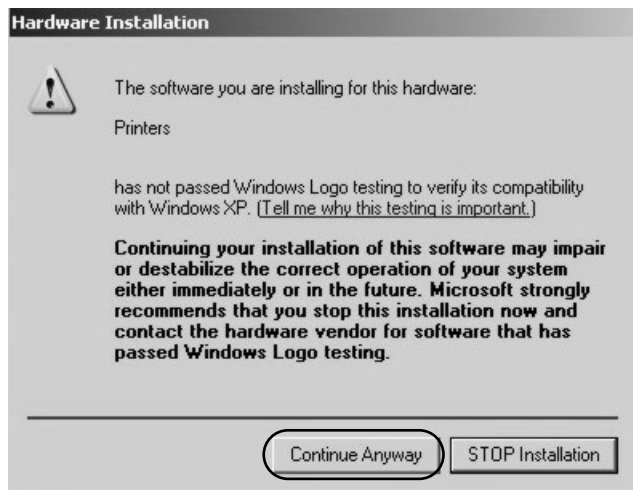 Hardware Installation
The software you are installing for this hardware:
Printers
has not passed Windows Logo testing to verify its compatibility
with Windows XP. (Tell me why this testing is important.)
Continuing your installation of this software may impair
or destabilize the correct operation of your system
either immediately or in the future. Microsoft strongly
recommends that you stop this installation now and
contact the hardware vendor for software that has
passed Windows Logo testing.
Continue Anyway
STOP Installation